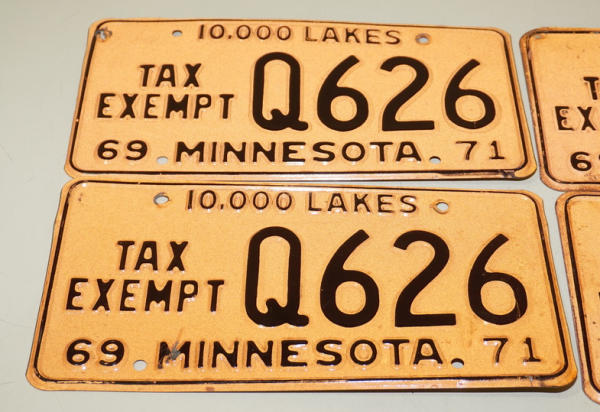 10,000 LAKES
TAX
EXEMPT
Q626
69 MINNESOTA 71
10,000 LAKES
TAX
EXEMPT
Q626
69 MINNESOTA 71